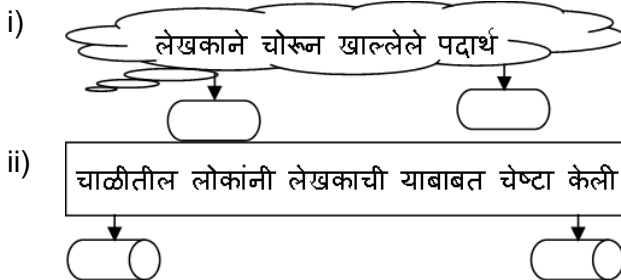 i) लेखकाने चोरून खाल्लेले पदार्थ
ii) चाळीतील लोकांनी लेखकाची याबाबत चेष्टा केली